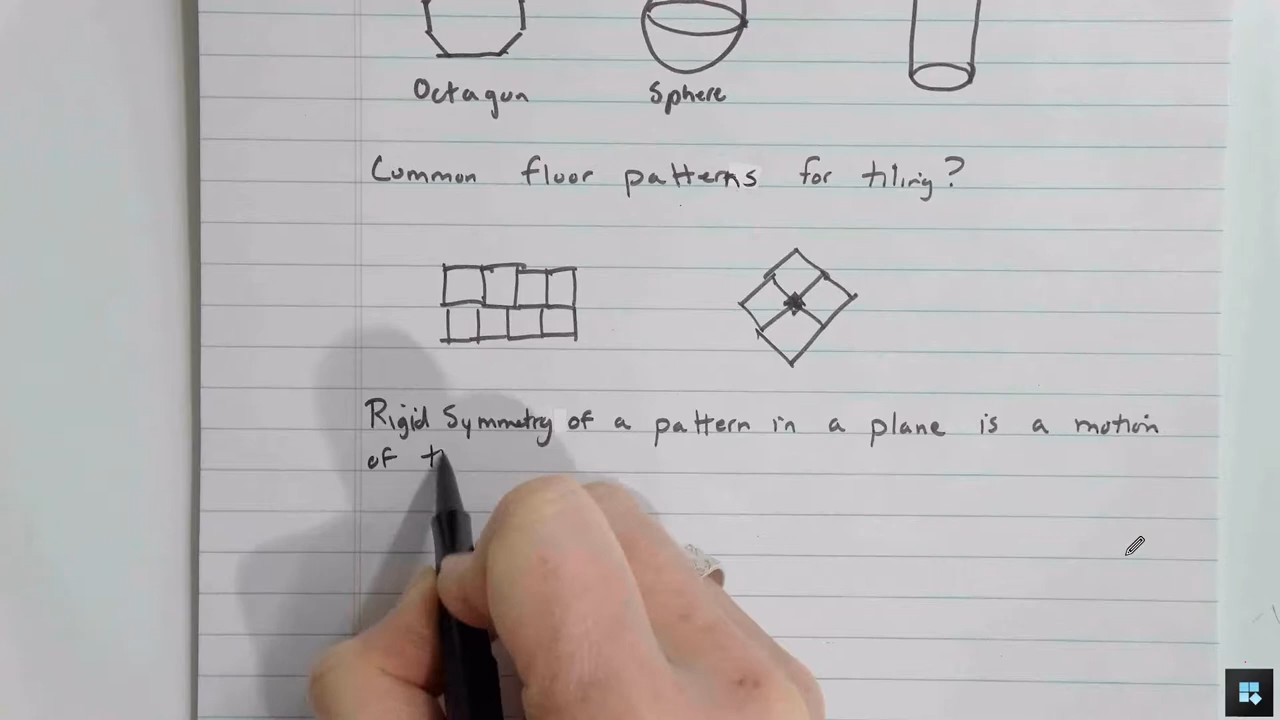 Octagon Sphere
Common floor patterns for tiling?
Rigid Symmetry of a pattern in a plane is a motion
of t